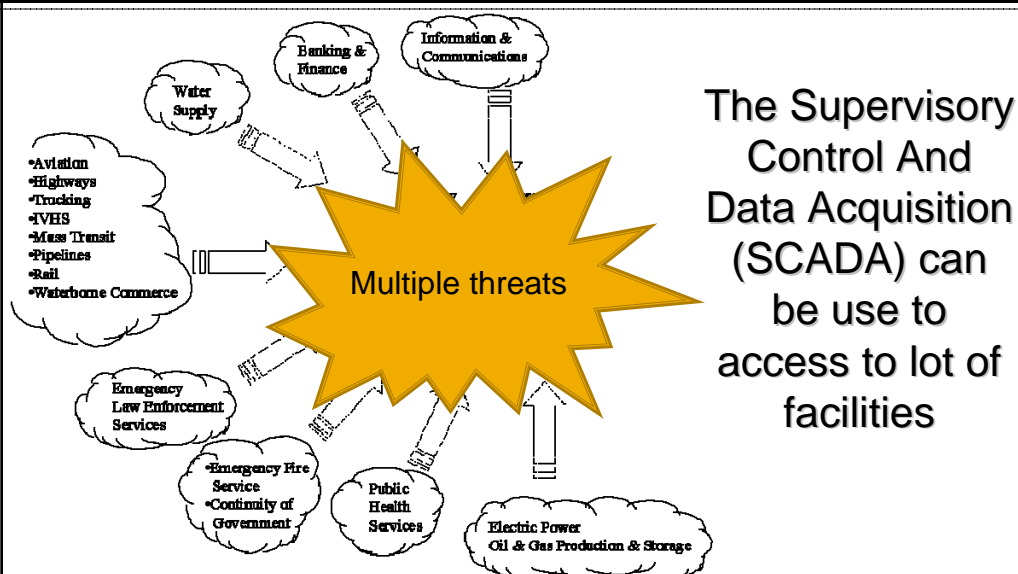 Information &
Communications
Banking &
Finance
Water
Supply
•Aviation
•Highways
•Trucking
•IVHS
•Mass Transit
•Pipelines
•Rail
•Waterborne Commerce
Multiple threats
Emergency
Law Enforcement
Services
•Emergency Fire
Service
•Continuity of
Government
Public
Health
Services
Electric Power
Oil & Gas Production & Storage
The Supervisory
Control And
Data Acquisition
(SCADA) can
be use to
access to lot of
facilities